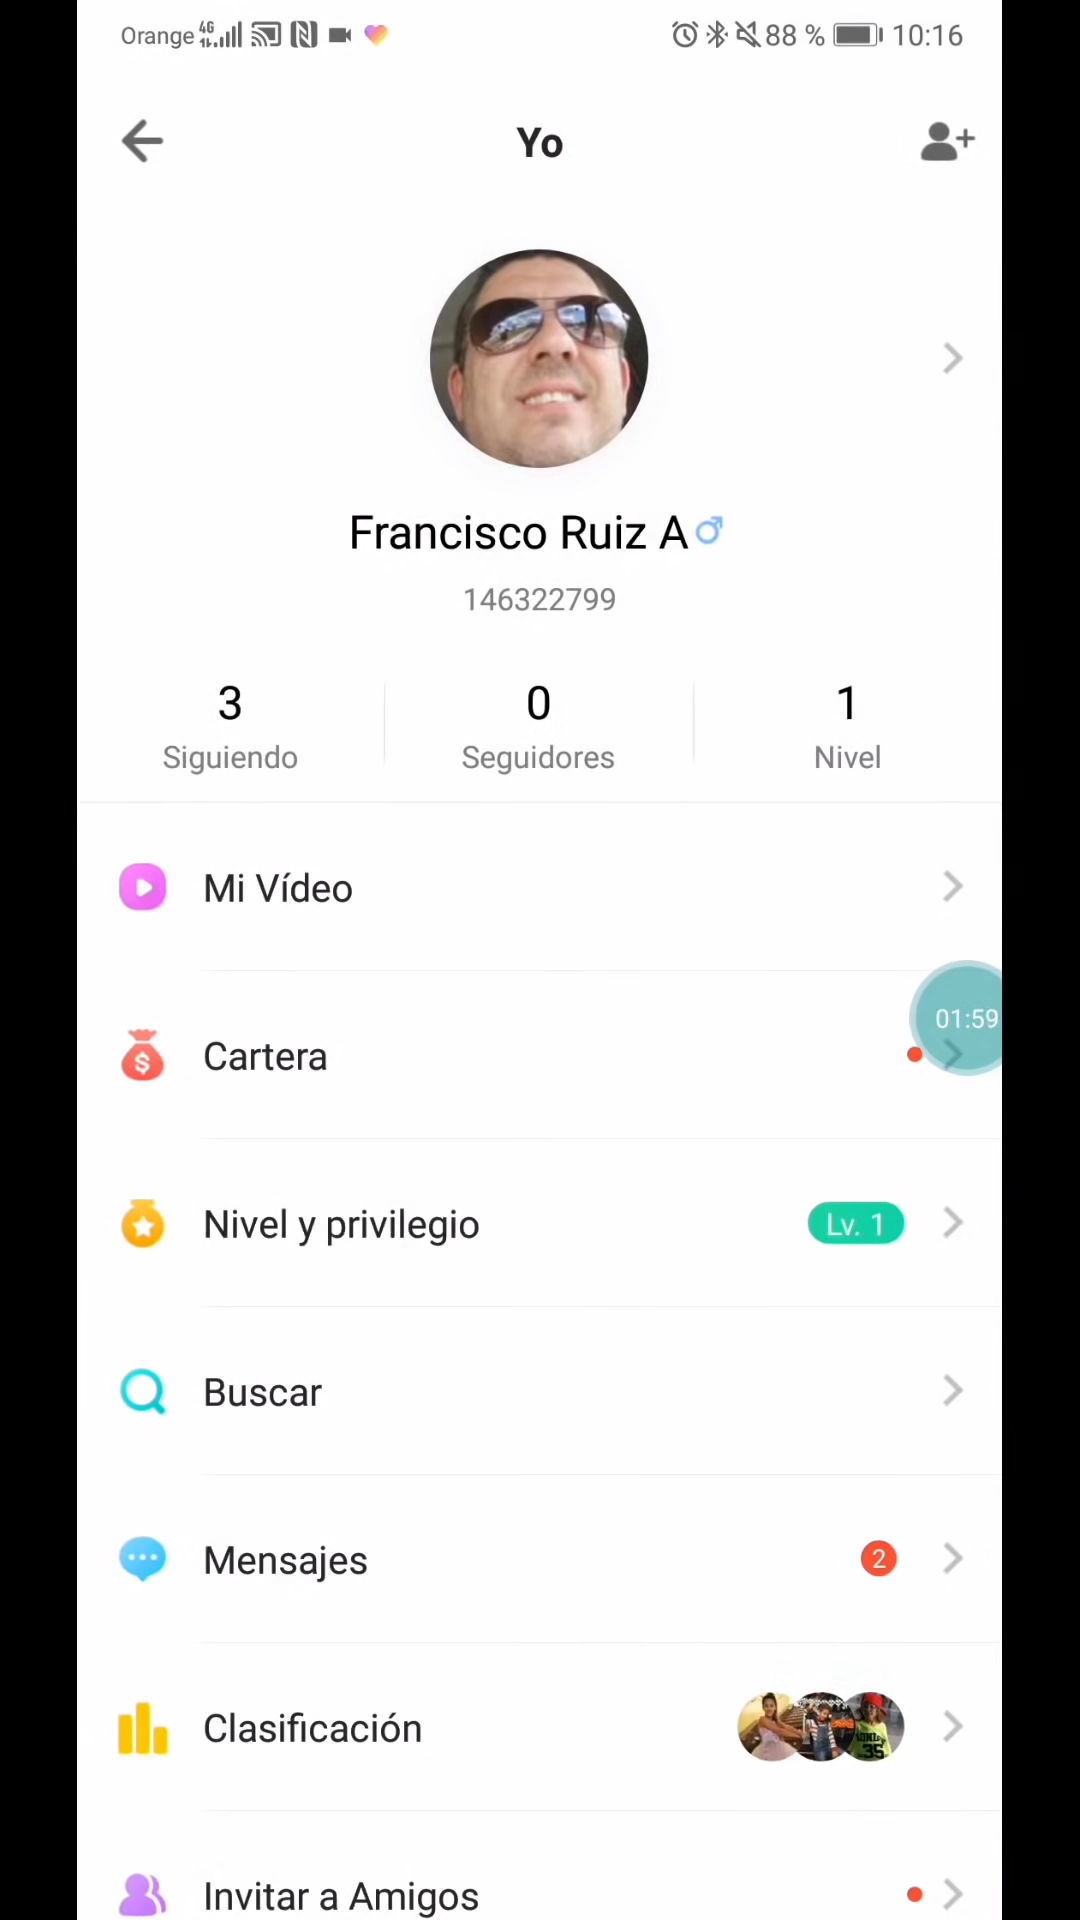 Orange 4G 88 % 10:16
Yo
Francisco Ruiz A
146322799
3 0 1
Siguiendo Seguidores Nivel
Mi Vídeo
01:59
Cartera
Nivel y privilegio Lv. 1
Buscar
Mensajes 2
Clasificación
35
Invitar a Amigos